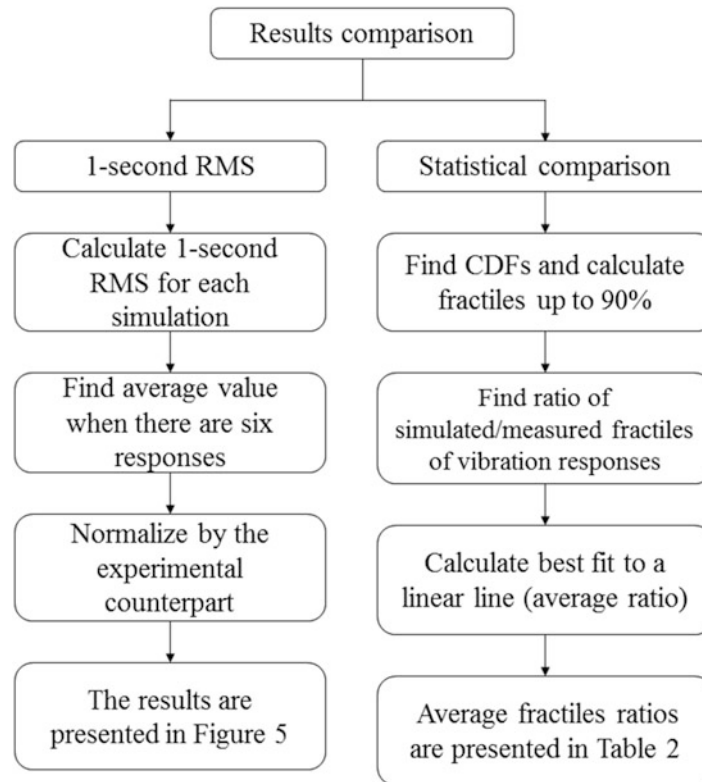 Results comparison
1-second RMS
Calculate 1-second
RMS for each
simulation
Find average value
when there are six
responses
Normalize by the
experimental
counterpart
The results are
presented in Figure 5
Statistical comparison
Find CDFs and calculate
fractiles up to 90%
Find ratio of
simulated/measured fractiles
of vibration responses
Calculate best fit to a
linear line (average ratio)
Average fractiles ratios
are presented in Table 2